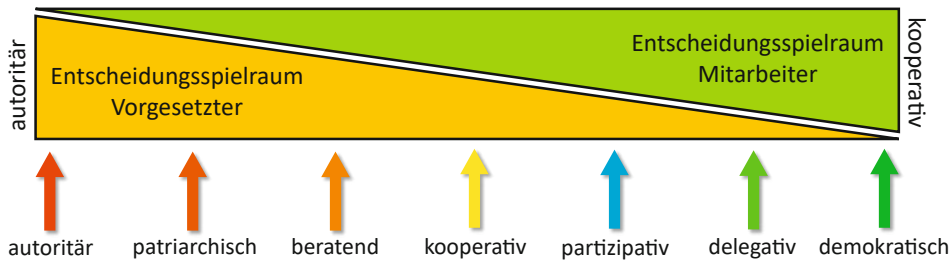 autoritär
Entscheidungsspielraum
Vorgesetzter
Entscheidungsspielraum
Mitarbeiter
kooperativ
autoritär
patriarchisch
beratend
kooperativ
partizipativ
delegativ
demokratisch